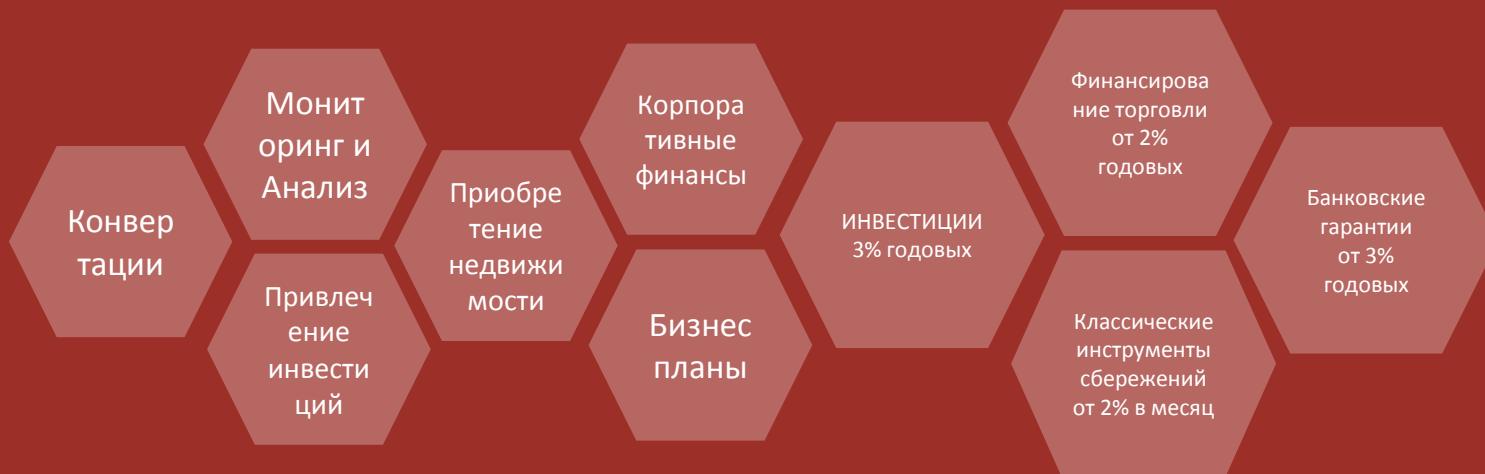 Конвер
тации
Монит
оринг и
Анализ
Привлеч
ение
инвести
ций
Приобре
тение
недвижи
мости
Корпора
тивные
финансы
Бизнес
планы
ИНВЕСТИЦИИ
3% годовых
Финансирова
ние торговли
от 2%
годовых
Классические
инструменты
сбережений
от 2% в месяц
Банковские
гарантии
от 3%
годовых